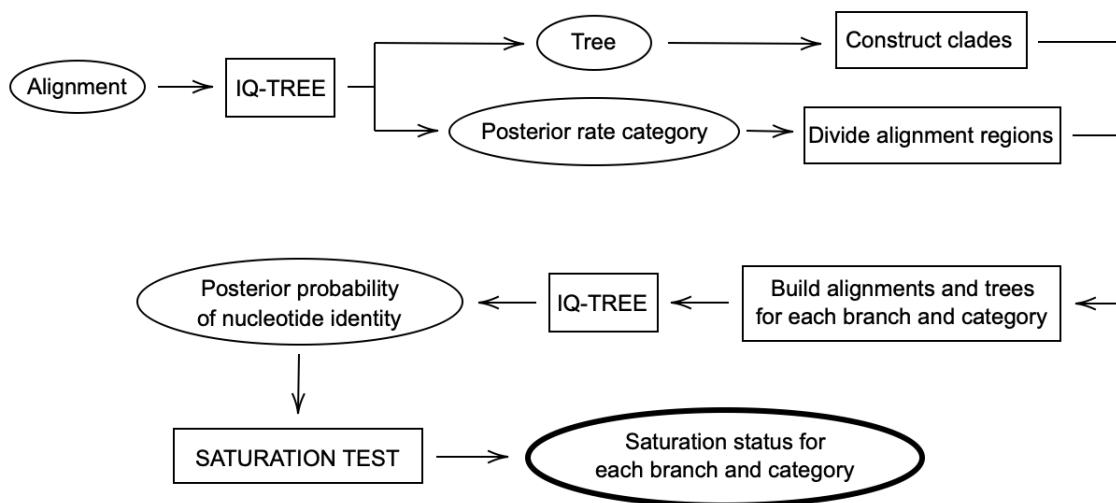 Tree
Construct clades
Alignment
IQ-TREE
Posterior rate category
Divide alignment regions
Posterior probability
of nucleotide identity
IQ-TREE
Build alignments and trees
for each branch and category
SATURATION TEST
Saturation status for
each branch and category